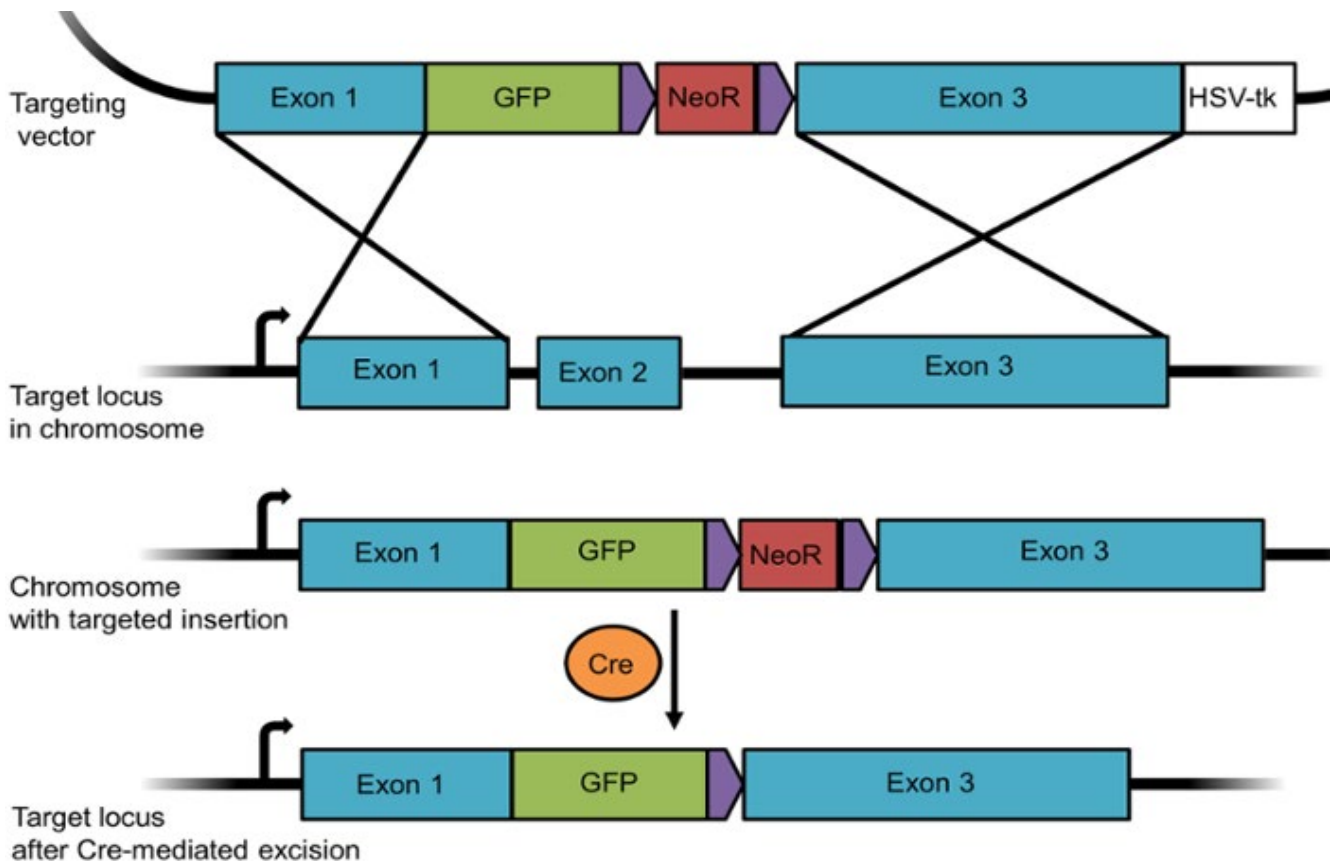 Targeting
vector
Exon 1
GFP
NeoR
Exon 3
HSV-tk
Target locus
in chromosome
Exon 1
Exon 2
Exon 3
Chromosome
with targeted insertion
Exon 1
GFP
NeoR
Exon 3
Cre
Target locus
after Cre-mediated excision
Exon 1
GFP
Exon 3